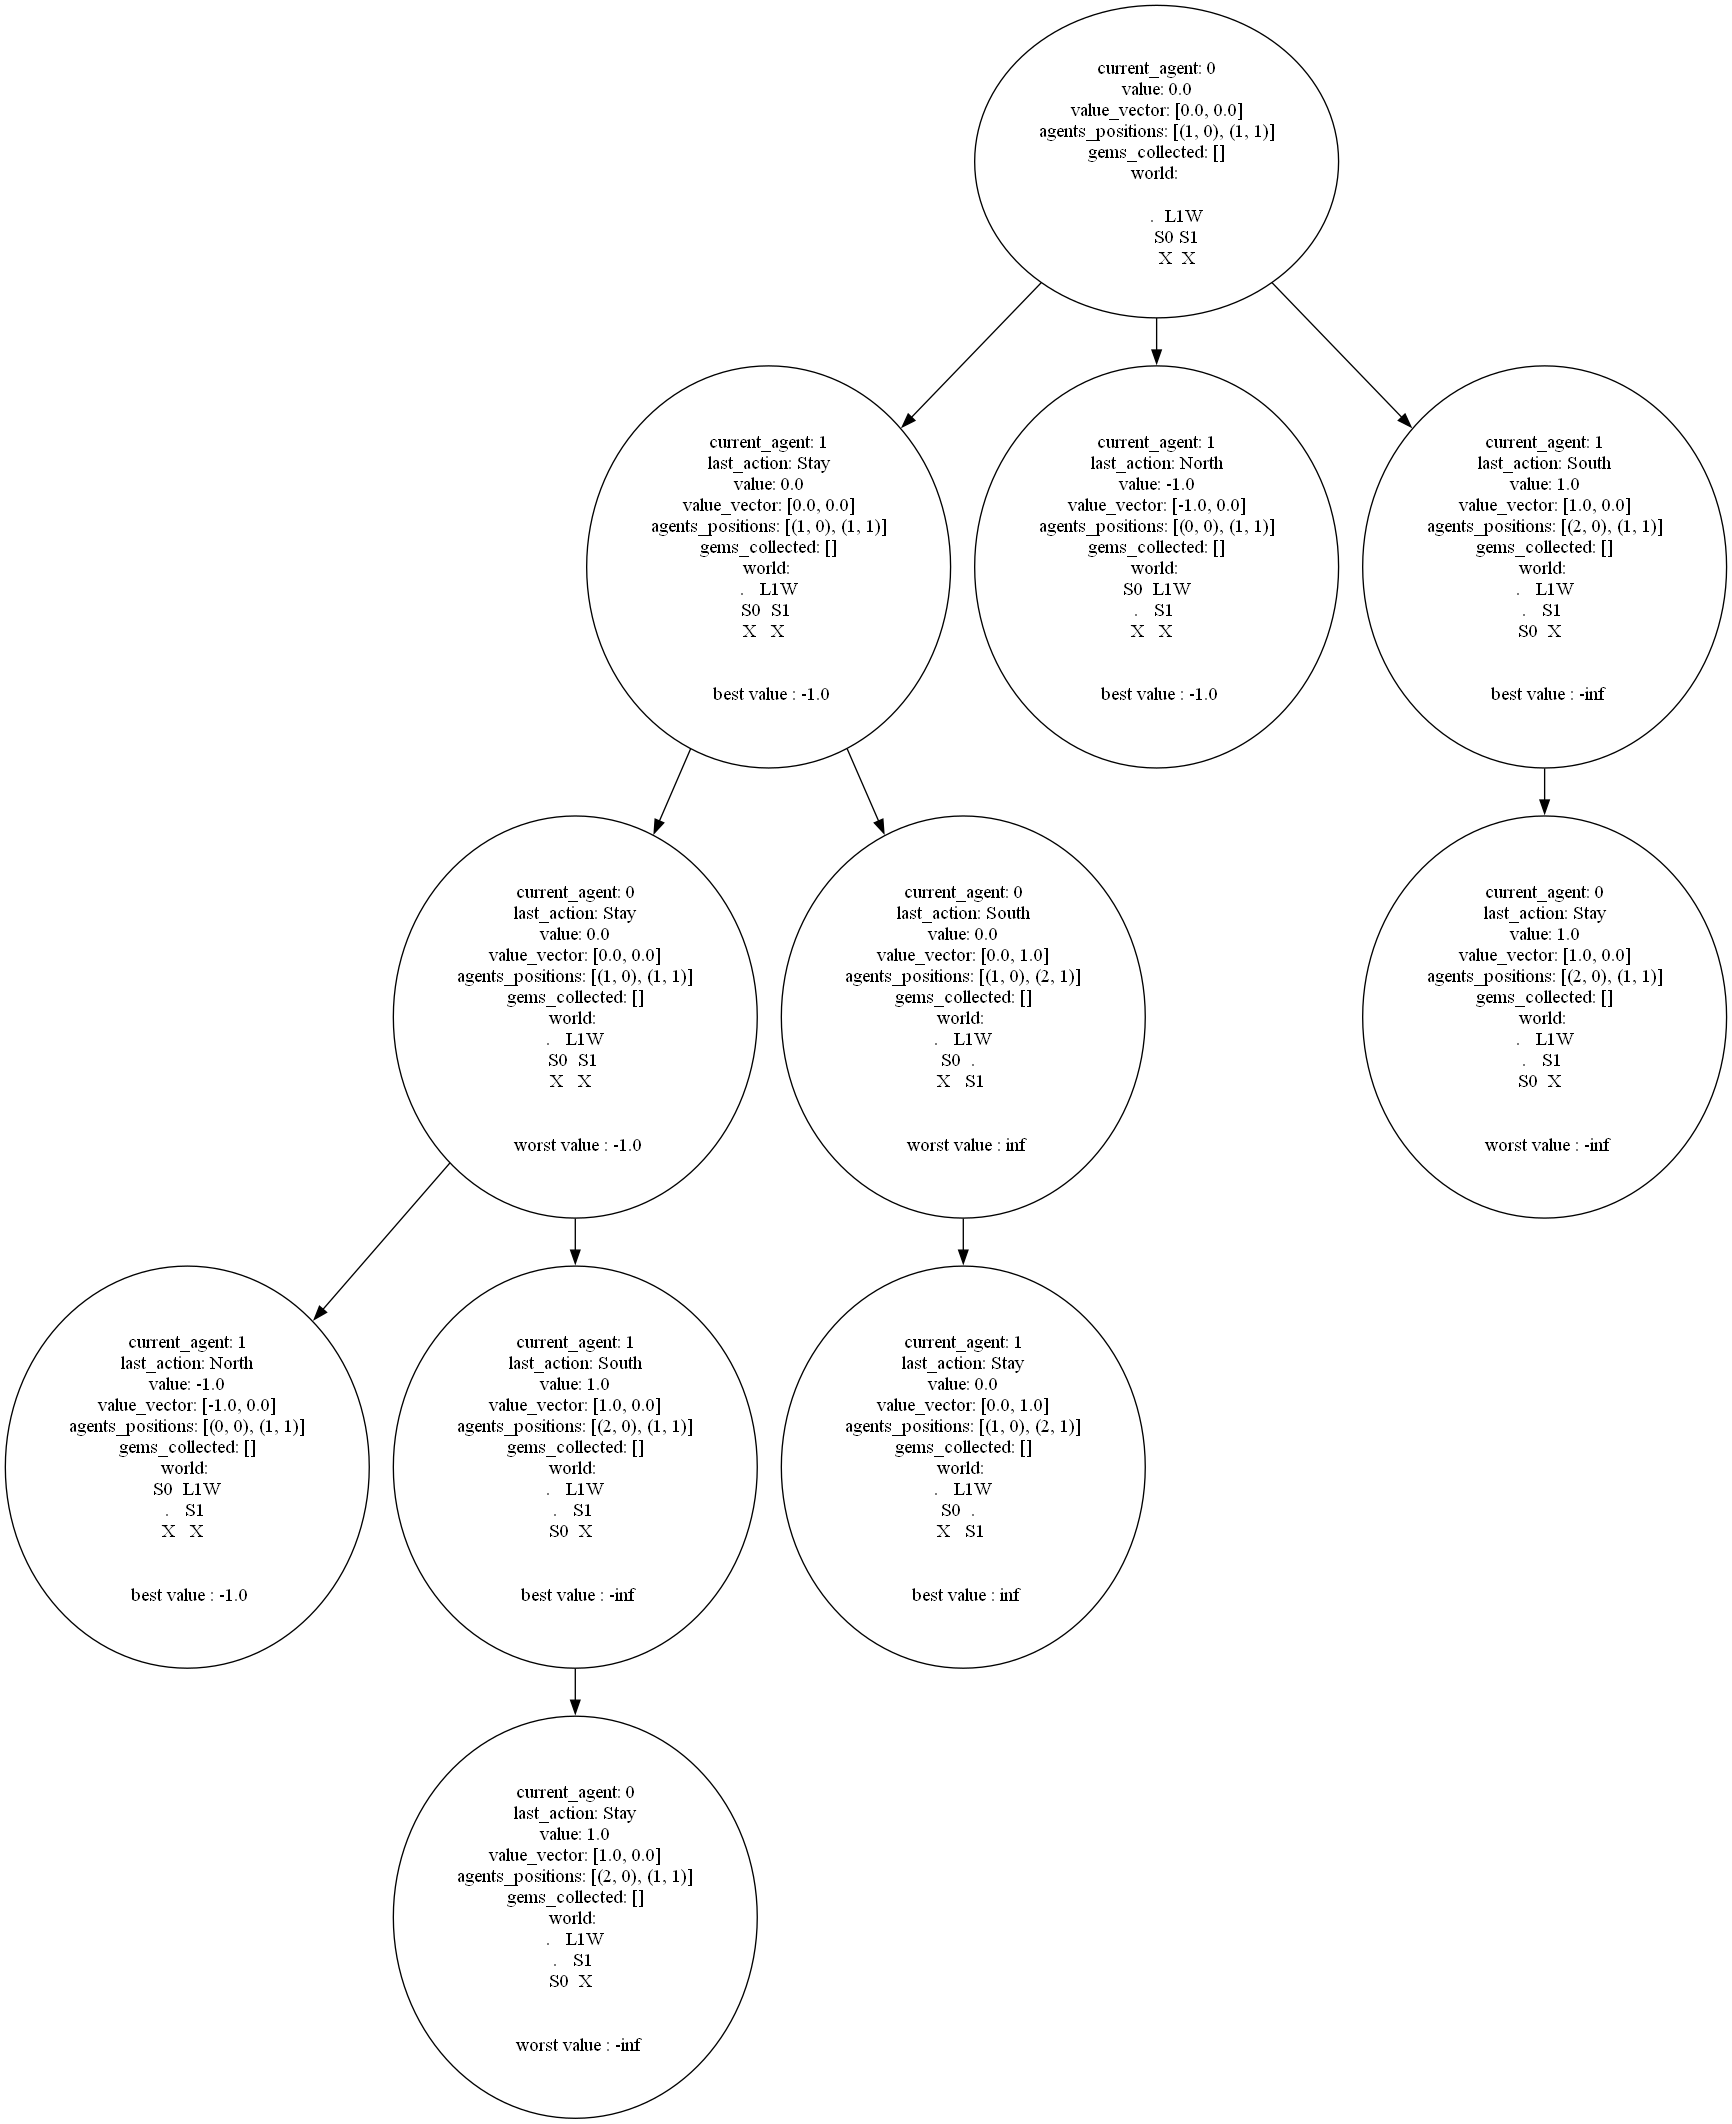 current_agent: 0
value: 0.0
value_vector: [0.0, 0.0]
agents_positions: [(1, 0), (1, 1)]
gems_collected: []
world:
. L1W
S0 S1
X X
current_agent: 1
last_action: Stay
value: 0.0
value_vector: [0.0, 0.0]
agents_positions: [(1, 0), (1, 1)]
gems_collected: []
world:
. L1W
S0 S1
X X
best value : -1.0
current_agent: 1
last_action: North
value: -1.0
value_vector: [-1.0, 0.0]
agents_positions: [(0, 0), (1, 1)]
gems_collected: []
world:
S0 L1W
. S1
X X
best value : -1.0
current_agent: 1
last_action: South
value: 1.0
value_vector: [1.0, 0.0]
agents_positions: [(2, 0), (1, 1)]
gems_collected: []
world:
. L1W
. S1
S0 X
best value : -inf
current_agent: 0
last_action: Stay
value: 0.0
value_vector: [0.0, 0.0]
agents_positions: [(1, 0), (1, 1)]
gems_collected: []
world:
. L1W
S0 S1
X X
worst value : -1.0
current_agent: 0
last_action: South
value: 0.0
value_vector: [0.0, 1.0]
agents_positions: [(1, 0), (2, 1)]
gems_collected: []
world:
. L1W
S0 .
X S1
worst value : inf
current_agent: 0
last_action: Stay
value: 1.0
value_vector: [1.0, 0.0]
agents_positions: [(2, 0), (1, 1)]
gems_collected: []
world:
. L1W
. S1
S0 X
worst value : -inf
current_agent: 1
last_action: North
value: -1.0
value_vector: [-1.0, 0.0]
agents_positions: [(0, 0), (1, 1)]
gems_collected: []
world:
S0 L1W
. S1
X X
best value : -1.0
current_agent: 1
last_action: South
value: 1.0
value_vector: [1.0, 0.0]
agents_positions: [(2, 0), (1, 1)]
gems_collected: []
world:
. L1W
. S1
S0 X
best value : -inf
current_agent: 1
last_action: Stay
value: 0.0
value_vector: [0.0, 1.0]
agents_positions: [(1, 0), (2, 1)]
gems_collected: []
world:
. L1W
S0 .
X S1
best value : inf
current_agent: 0
last_action: Stay
value: 1.0
value_vector: [1.0, 0.0]
agents_positions: [(2, 0), (1, 1)]
gems_collected: []
world:
. L1W
. S1
S0 X
worst value : -inf